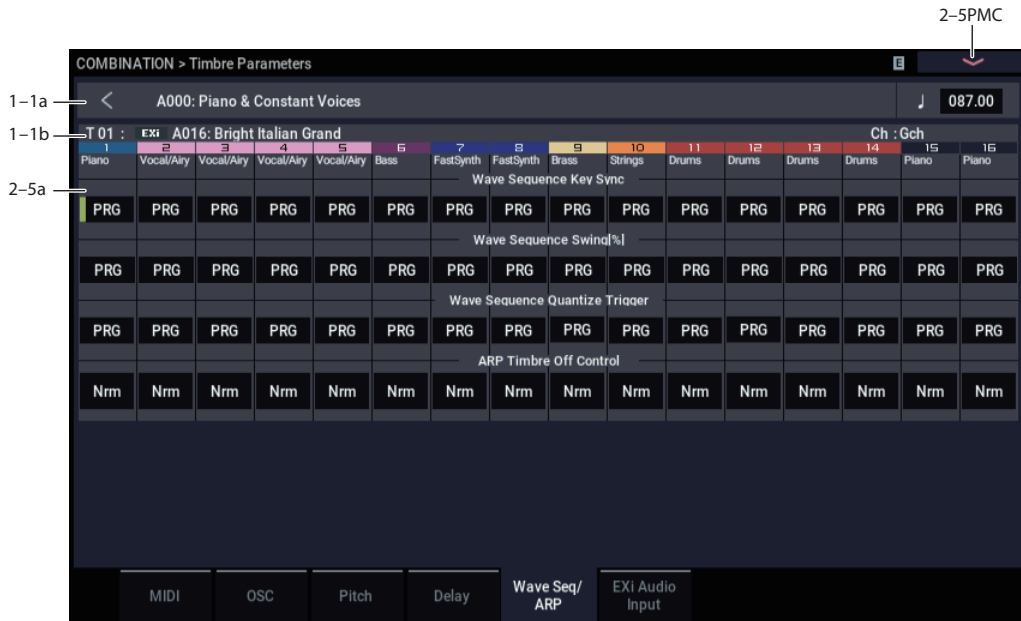 2–5PMC
COMBINATION > Timbre Parameters E
1–1a A000: Piano & Constant Voices ♩ 087.00
1–1b T 01 : EXi A016: Bright Italian Grand Ch : Gch
1 2 3 4 5 6 7 8 9 10 11 12 13 14 15 16
Piano Vocal/Airy Vocal/Airy Vocal/Airy Vocal/Airy Bass FastSynth FastSynth Brass Strings Drums Drums Drums Drums Piano Piano
2–5a Wave Sequence Key Sync
PRG PRG PRG PRG PRG PRG PRG PRG PRG PRG PRG PRG PRG PRG PRG PRG
Wave Sequence Swing[%]
PRG PRG PRG PRG PRG PRG PRG PRG PRG PRG PRG PRG PRG PRG PRG PRG
Wave Sequence Quantize Trigger
PRG PRG PRG PRG PRG PRG PRG PRG PRG PRG PRG PRG PRG PRG PRG PRG
ARP Timbre Off Control
Nrm Nrm Nrm Nrm Nrm Nrm Nrm Nrm Nrm Nrm Nrm Nrm Nrm Nrm Nrm Nrm
MIDI OSC Pitch Delay Wave Seq/ EXi Audio
ARP Input